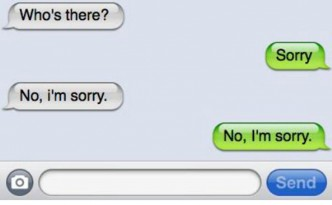 Who's there?
Sorry
No, i'm sorry.
No, I'm sorry.
Send